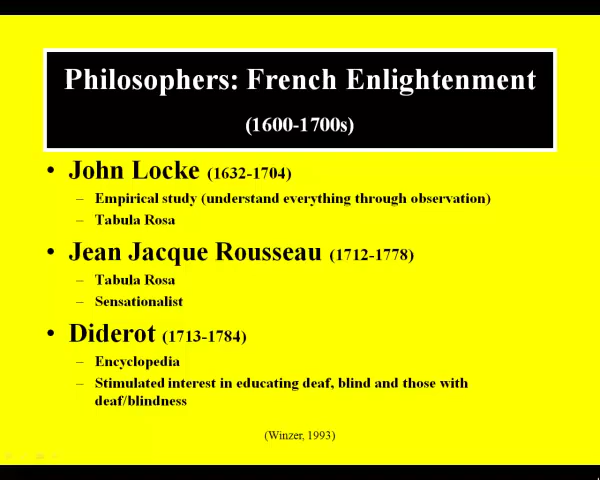 Philosophers: French Enlightenment
(1600-1700s)
• John Locke (1632-1704)
– Empirical study (understand everything through observation)
– Tabula Rosa
• Jean Jacque Rousseau (1712-1778)
– Tabula Rosa
– Sensationalist
• Diderot (1713-1784)
– Encyclopedia
– Stimulated interest in educating deaf, blind and those with
deaf/blindness
(Winzer, 1993)